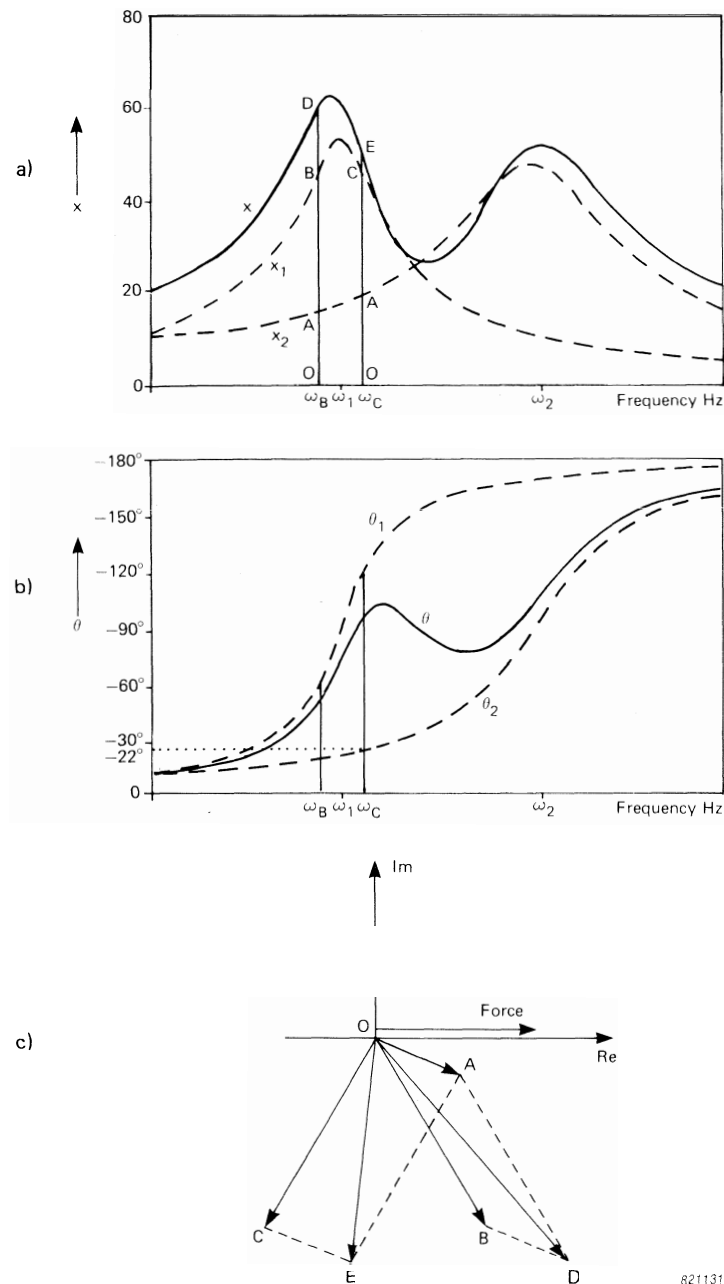 a)
80
60
40
20
0
x
D
B
E
C
x
x₁
x₂
A
A
O
O
ωB ω₁ ωC
ω₂
Frequency Hz
b)
−180°
−150°
−120°
−90°
−60°
−30°
−22°
0
θ
θ₁
θ
θ₂
ωB ω₁ ωC
ω₂
Frequency Hz
c)
Im
O
Force
Re
A
C
B
E
D
821131